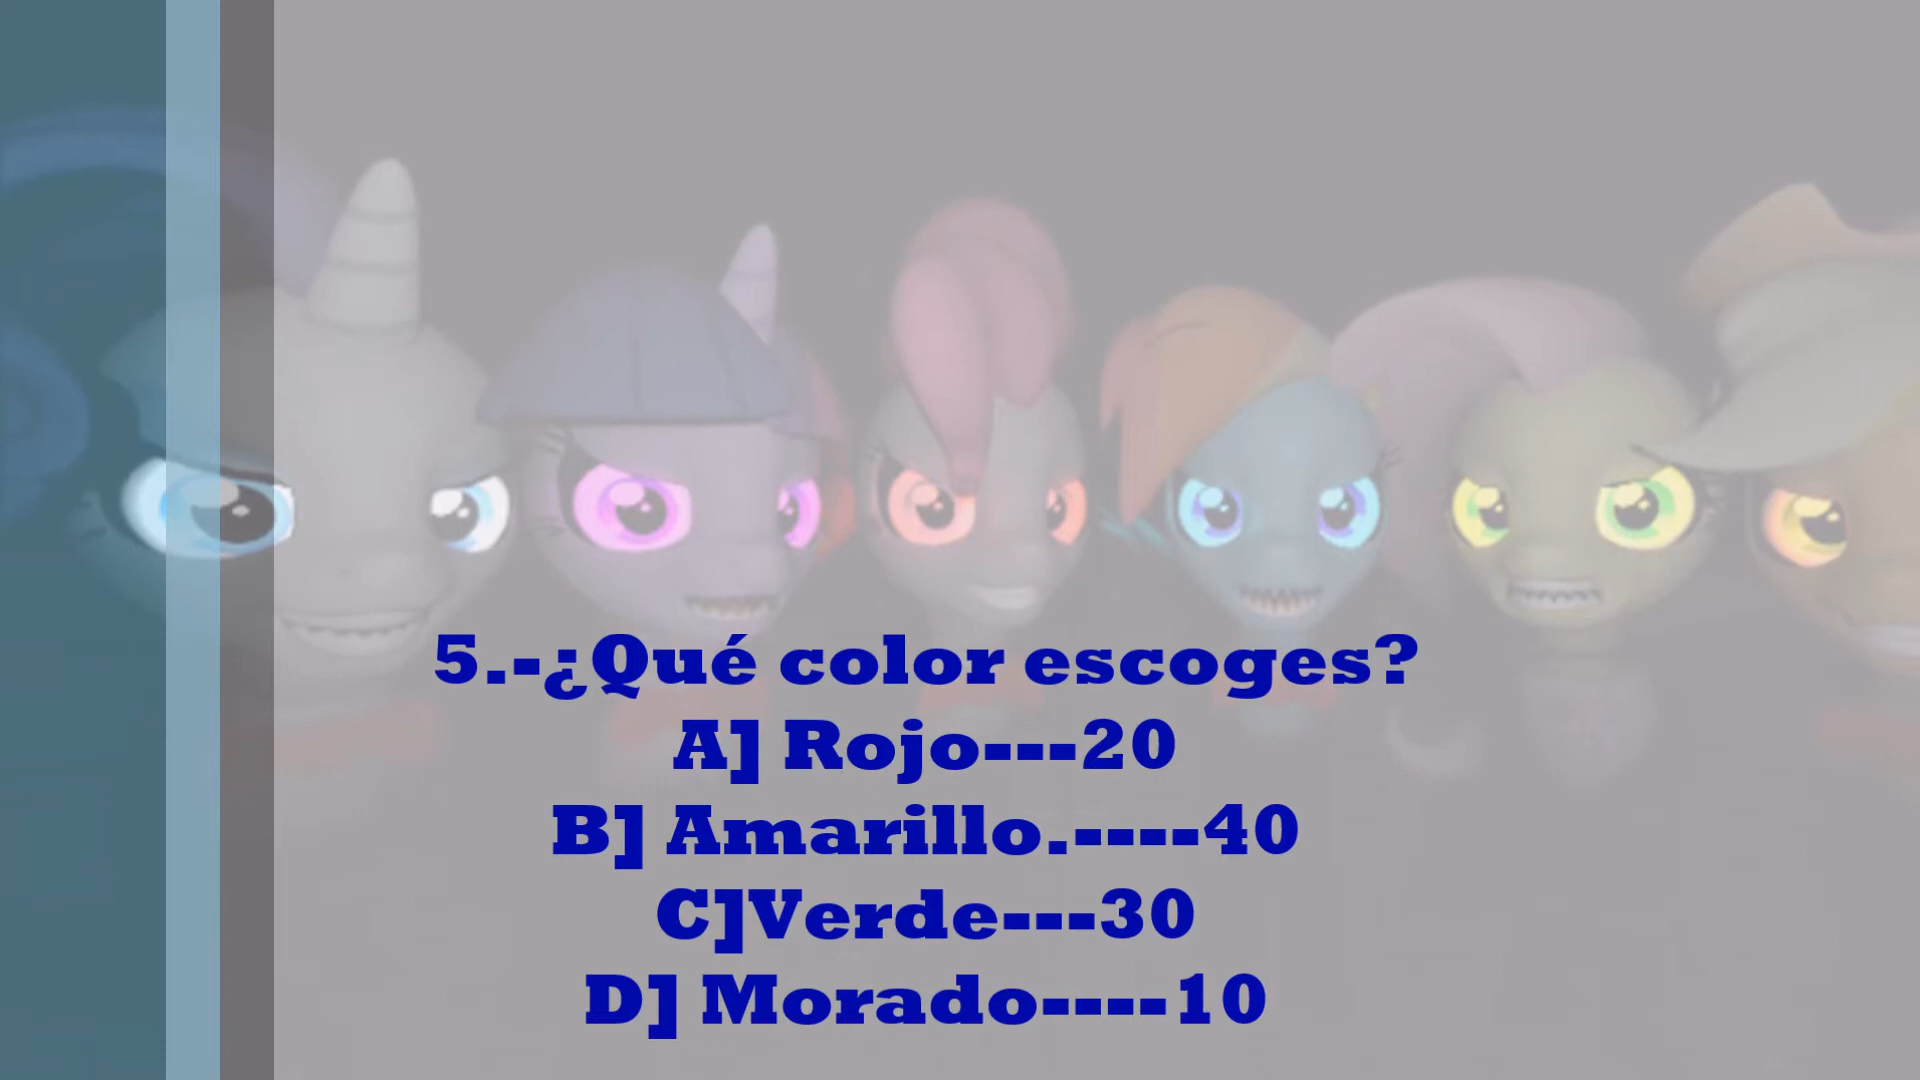 5.-¿Qué color escoges?
A] Rojo---20
B] Amarillo.----40
C]Verde---30
D] Morado----10